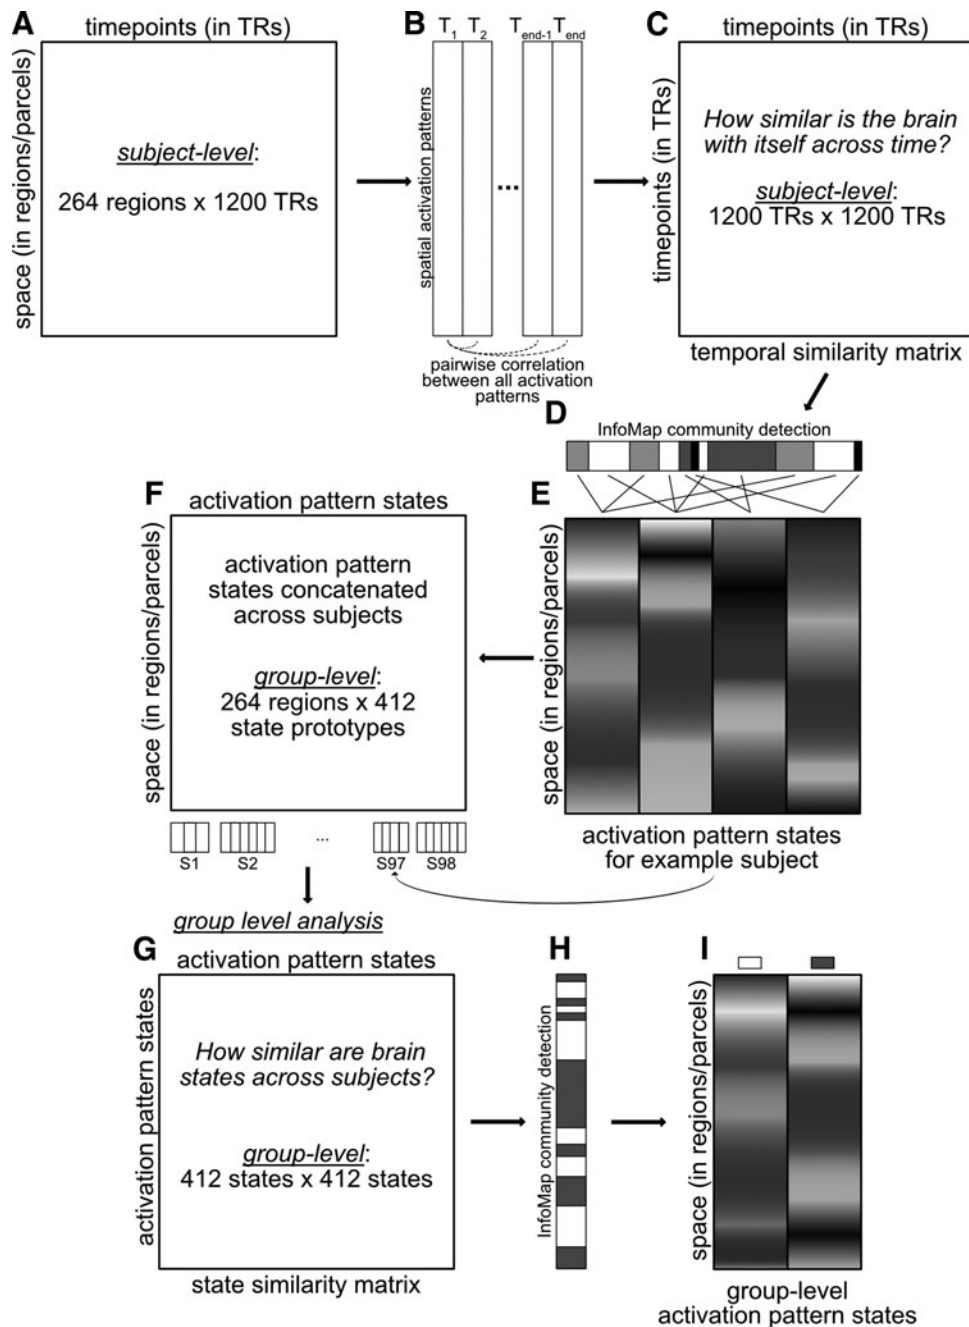 A
timepoints (in TRs)
space (in regions/parcels)
subject-level:
264 regions x 1200 TRs
B
T1 T2 Tend-1 Tend
spatial activation patterns
...
pairwise correlation
between all activation
patterns
C
timepoints (in TRs)
timepoints (in TRs)
How similar is the brain
with itself across time?
subject-level:
1200 TRs x 1200 TRs
temporal similarity matrix
D
InfoMap community detection
E
space (in regions/parcels)
activation pattern states
for example subject
F
activation pattern states
space (in regions/parcels)
activation pattern
states concatenated
across subjects
group-level:
264 regions x 412
state prototypes
...
S1 S2 S97 S98
group level analysis
G
activation pattern states
activation pattern states
How similar are brain
states across subjects?
group-level:
412 states x 412 states
state similarity matrix
H
InfoMap community detection
I
space (in regions/parcels)
group-level
activation pattern states